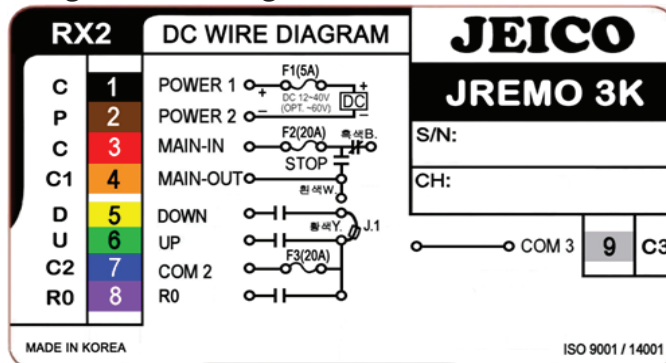 RX2 DC WIRE DIAGRAM JEICO
JREMO 3K
S/N:
CH:
C 1 POWER 1 + F1(5A) +
DC 12~40V
(OPT. ~60V) DC
P 2 POWER 2 - -
C 3 MAIN-IN F2(20A) 흑색B.
STOP
C1 4 MAIN-OUT
흰색W.
D 5 DOWN
황색Y. J.1
U 6 UP
C2 7 COM 2 F3(20A)
R0 8 R0
COM 3 9 C3
MADE IN KOREA ISO 9001 / 14001